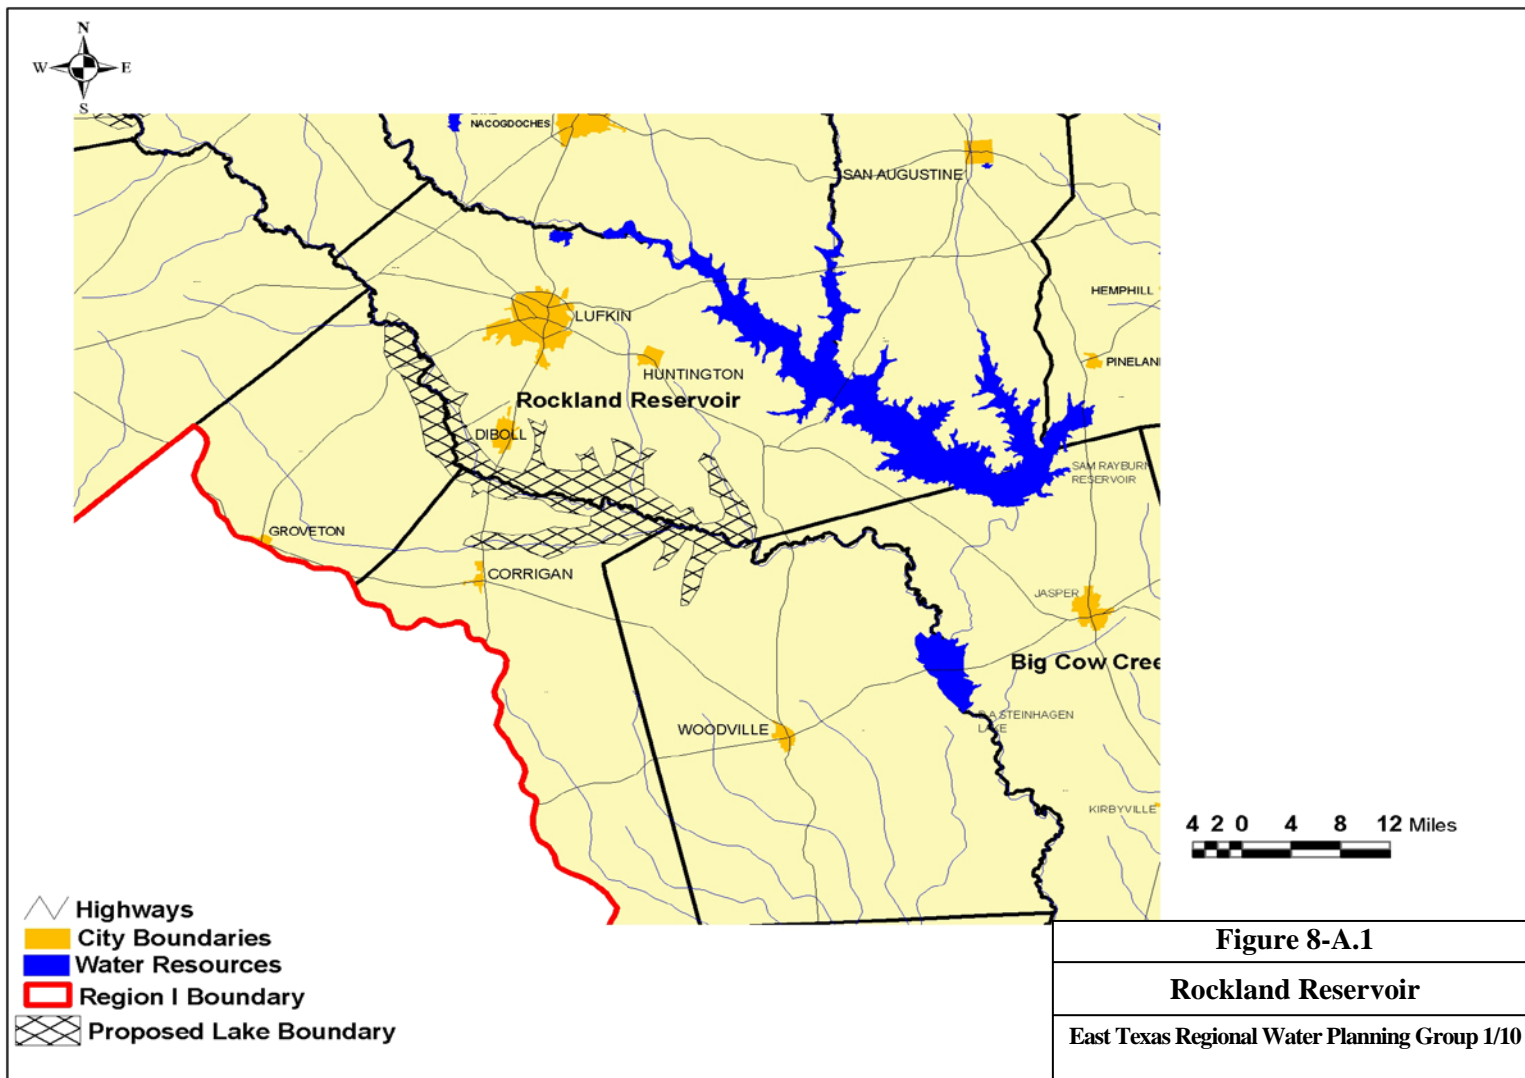 N
W E
S
NACOGDOCHES
SAN AUGUSTINE
HEMPHILL
LUFKIN
PINELAN
HUNTINGTON
Rockland Reservoir
DIBOLL
SAM RAYBURN
RESERVOIR
GROVETON
CORRIGAN
JASPER
Big Cow Cree
STEINHAGEN
LAKE
WOODVILLE
KIRBYVILLE
4 2 0 4 8 12 Miles
Highways
City Boundaries
Water Resources
Region I Boundary
Proposed Lake Boundary
Figure 8-A.1
Rockland Reservoir
East Texas Regional Water Planning Group 1/10